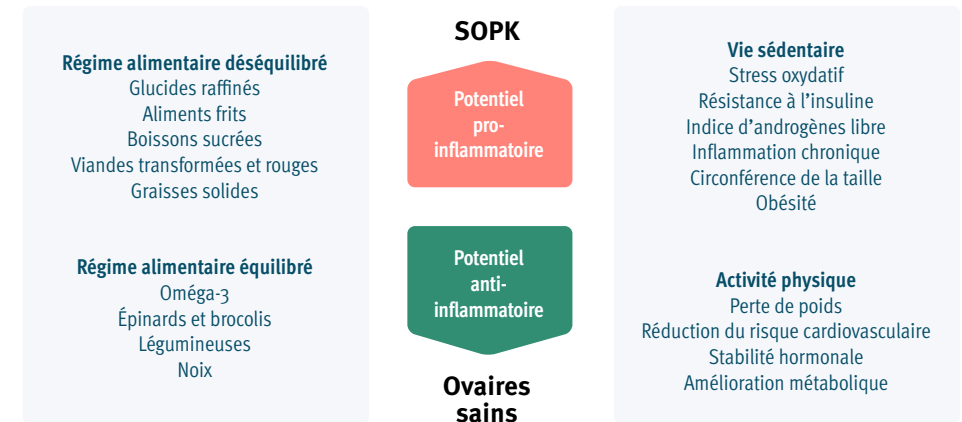 Régime alimentaire déséquilibré
Glucides raffinés
Aliments frits
Boissons sucrées
Viandes transformées et rouges
Graisses solides
Régime alimentaire équilibré
Oméga-3
Épinards et brocolis
Légumineuses
Noix
SOPK
Potentiel
pro-
inflammatoire
Potentiel
anti-
inflammatoire
Ovaires
sains
Vie sédentaire
Stress oxydatif
Résistance à l’insuline
Indice d’androgènes libre
Inflammation chronique
Circonférence de la taille
Obésité
Activité physique
Perte de poids
Réduction du risque cardiovasculaire
Stabilité hormonale
Amélioration métabolique